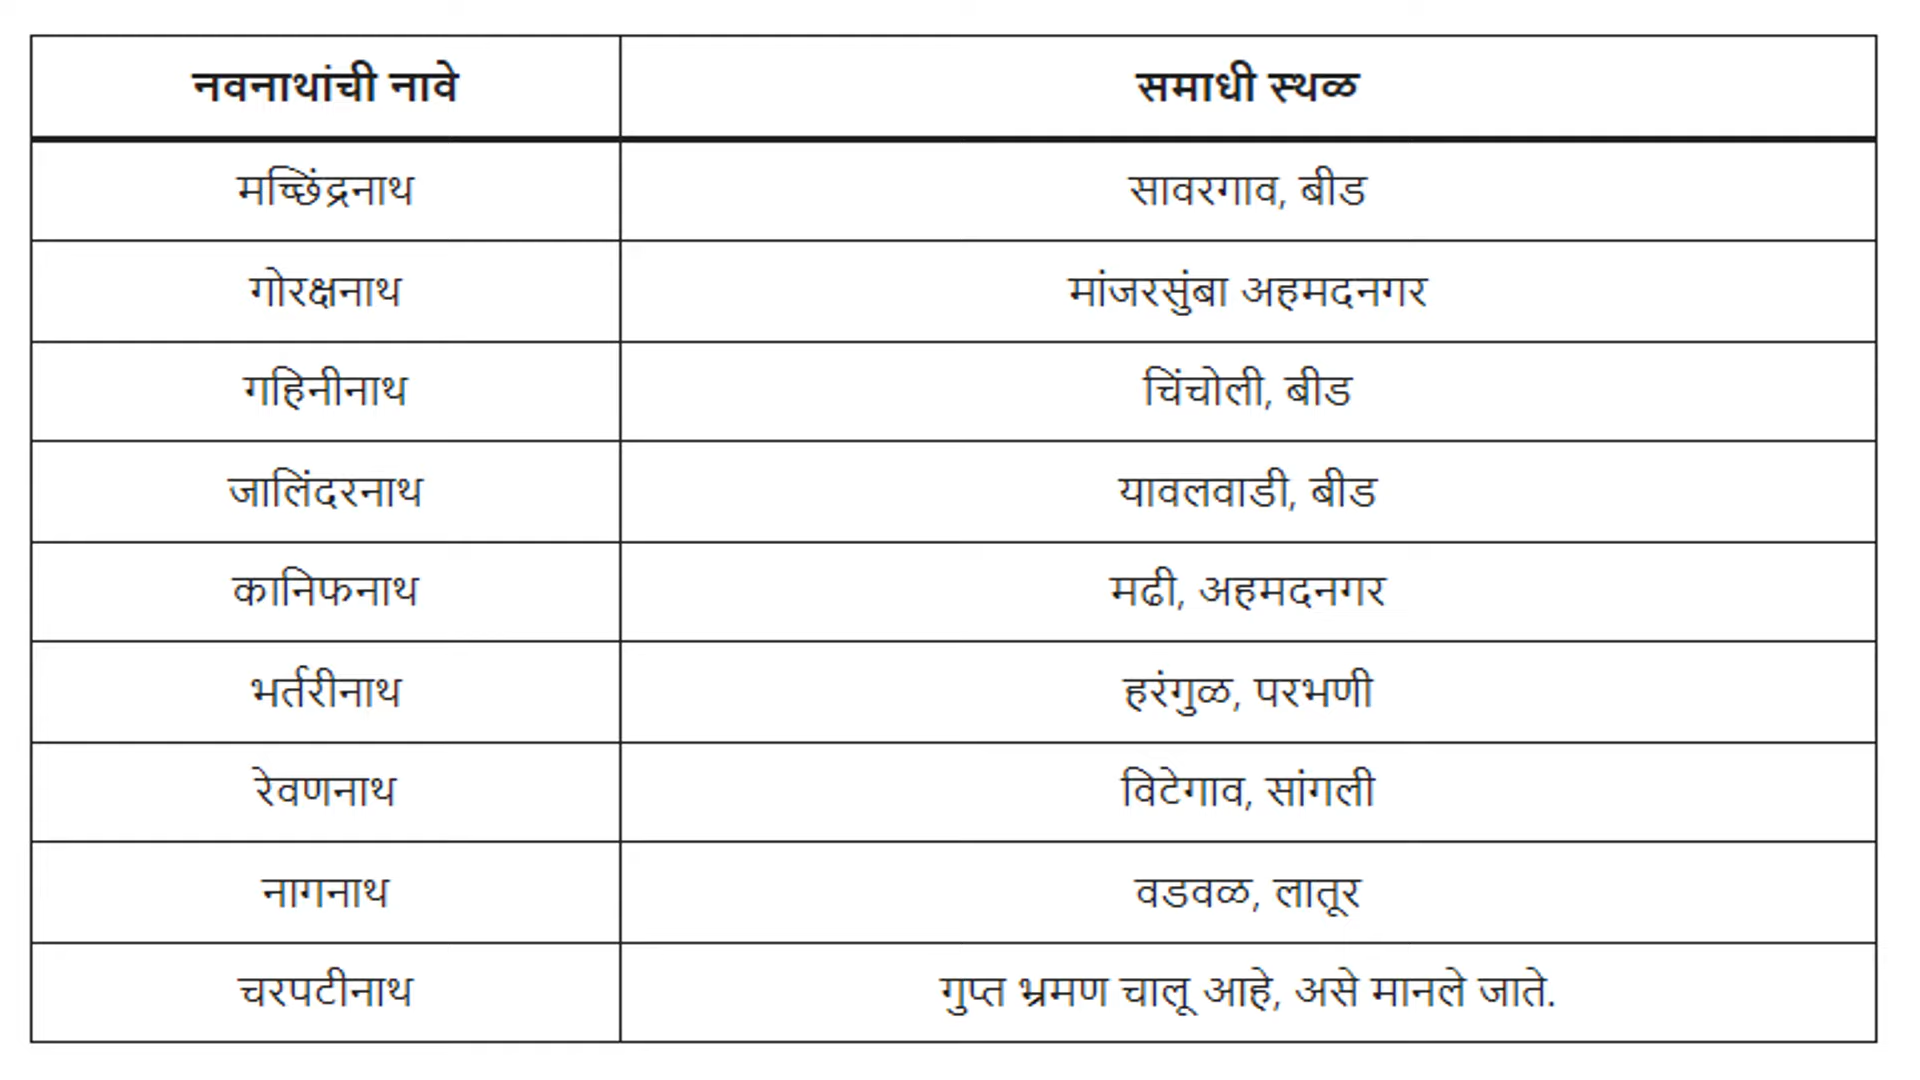 नवनाथांची नावे समाधी स्थळ
मच्छिंद्रनाथ सावरगाव, बीड
गोरक्षनाथ मांजरसुंबा अहमदनगर
गहिनीनाथ चिंचोली, बीड
जालिंदरनाथ यावलवाडी, बीड
कानिफनाथ मढी, अहमदनगर
भर्तरीनाथ हरंगुळ, परभणी
रेवणनाथ विटेगाव, सांगली
नागनाथ वडवळ, लातूर
चरपटीनाथ गुप्त भ्रमण चालू आहे, असे मानले जाते.